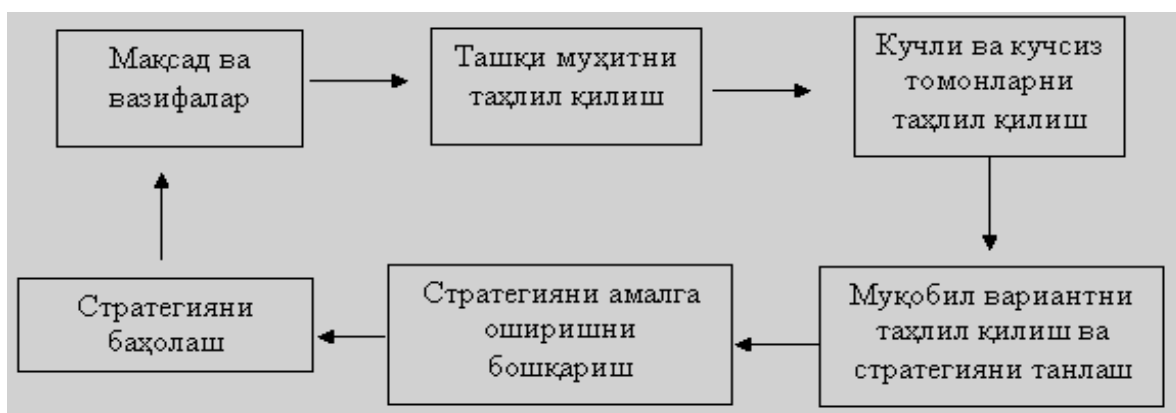 Мақсад ва
вазифалар
Ташқи муҳитни
таҳлил қилиш
Кучли ва кучсиз
томонларни
таҳлил қилиш
Муқобил вариантни
таҳлил қилиш ва
стратегияни танлаш
Стратегияни амалга
оширишни
бошқариш
Стратегияни
баҳолаш